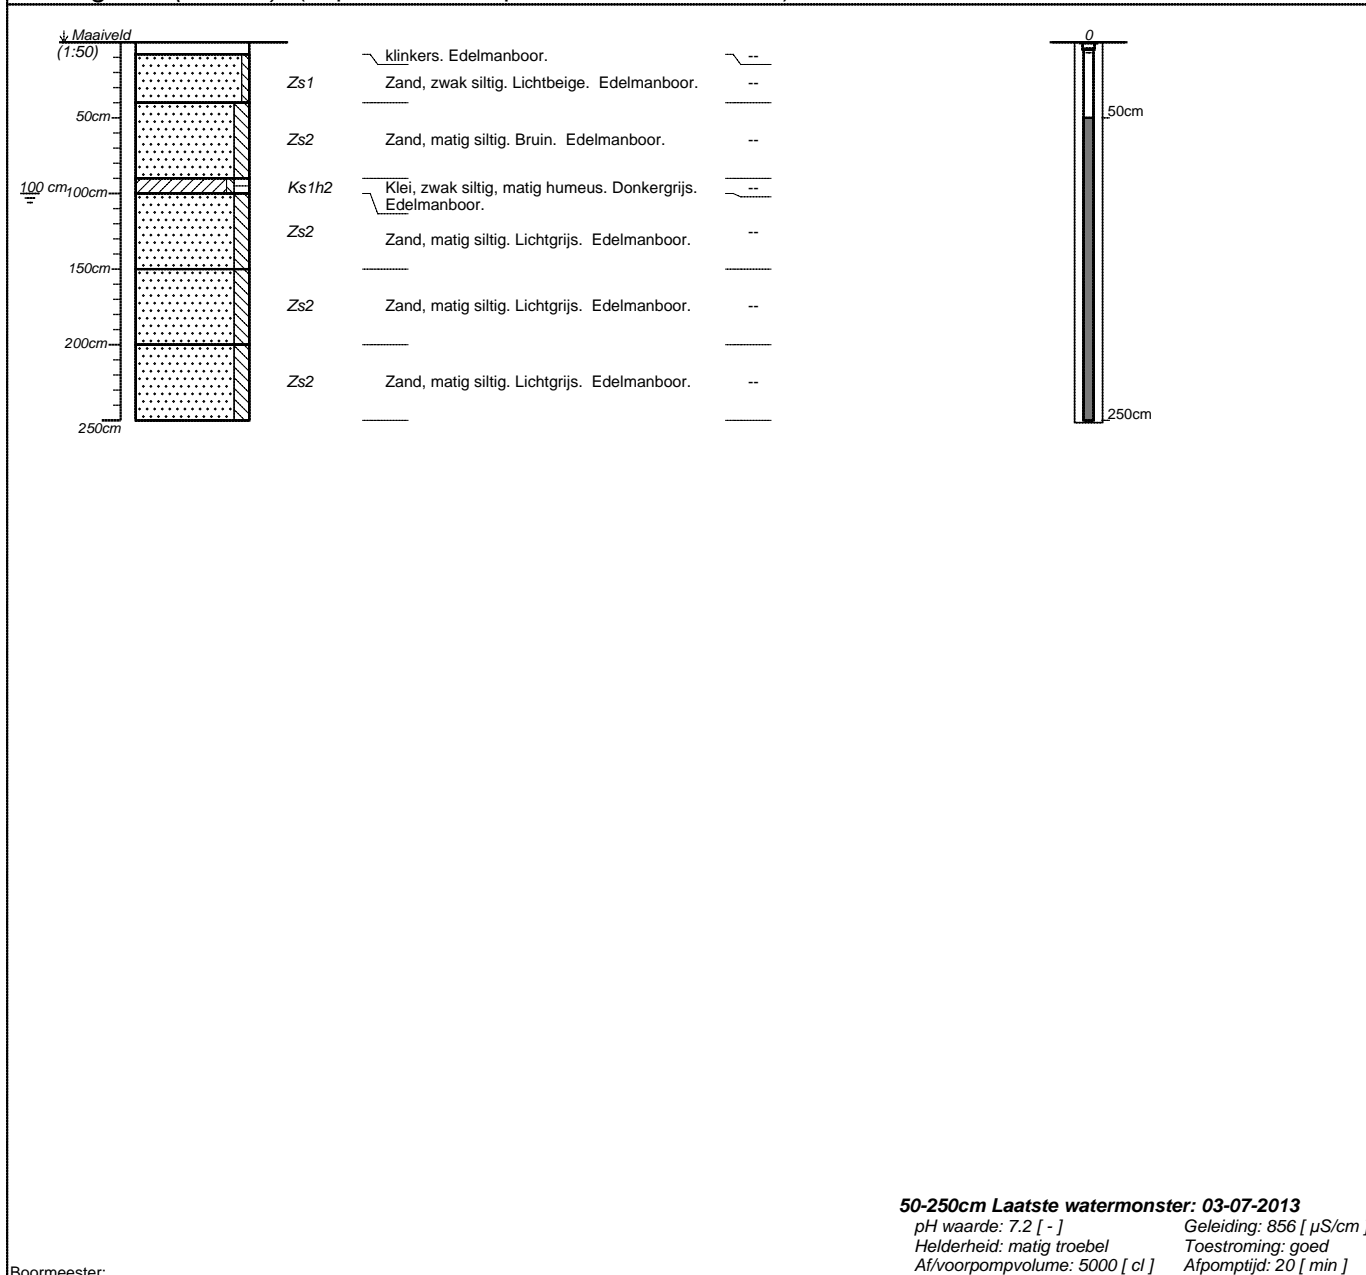 Maaiveld
(1:50)
0
klinkers. Edelmanboor. --
Zs1 Zand, zwak siltig. Lichtbeige. Edelmanboor. --
50cm
50cm
Zs2 Zand, matig siltig. Bruin. Edelmanboor. --
100 cm 100cm
Ks1h2 Klei, zwak siltig, matig humeus. Donkergrijs. --
Edelmanboor.
Zs2 Zand, matig siltig. Lichtgrijs. Edelmanboor. --
150cm
Zs2 Zand, matig siltig. Lichtgrijs. Edelmanboor. --
200cm
Zs2 Zand, matig siltig. Lichtgrijs. Edelmanboor. --
250cm
250cm
50-250cm Laatste watermonster: 03-07-2013
pH waarde: 7.2 [ - ] Geleiding: 856 [ µS/cm ]
Helderheid: matig troebel Toestroming: goed
Af/voorpompvolume: 5000 [ cl ] Afpomptijd: 20 [ min ]
Boormeester: